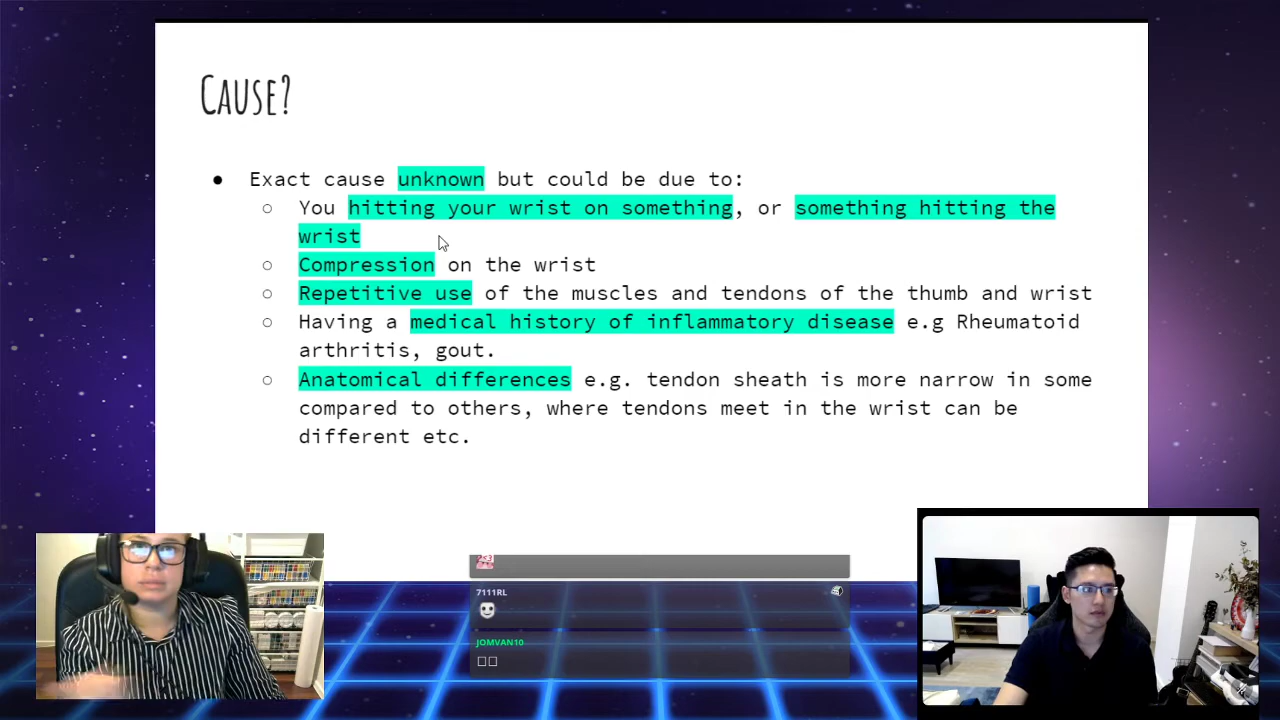 Cause?
● Exact cause unknown but could be due to:
○ You hitting your wrist on something, or something hitting the
wrist
○ Compression on the wrist
○ Repetitive use of the muscles and tendons of the thumb and wrist
○ Having a medical history of inflammatory disease e.g Rheumatoid
arthritis, gout.
○ Anatomical differences e.g. tendon sheath is more narrow in some
compared to others, where tendons meet in the wrist can be
different etc.
7111RL
JOMVAN10